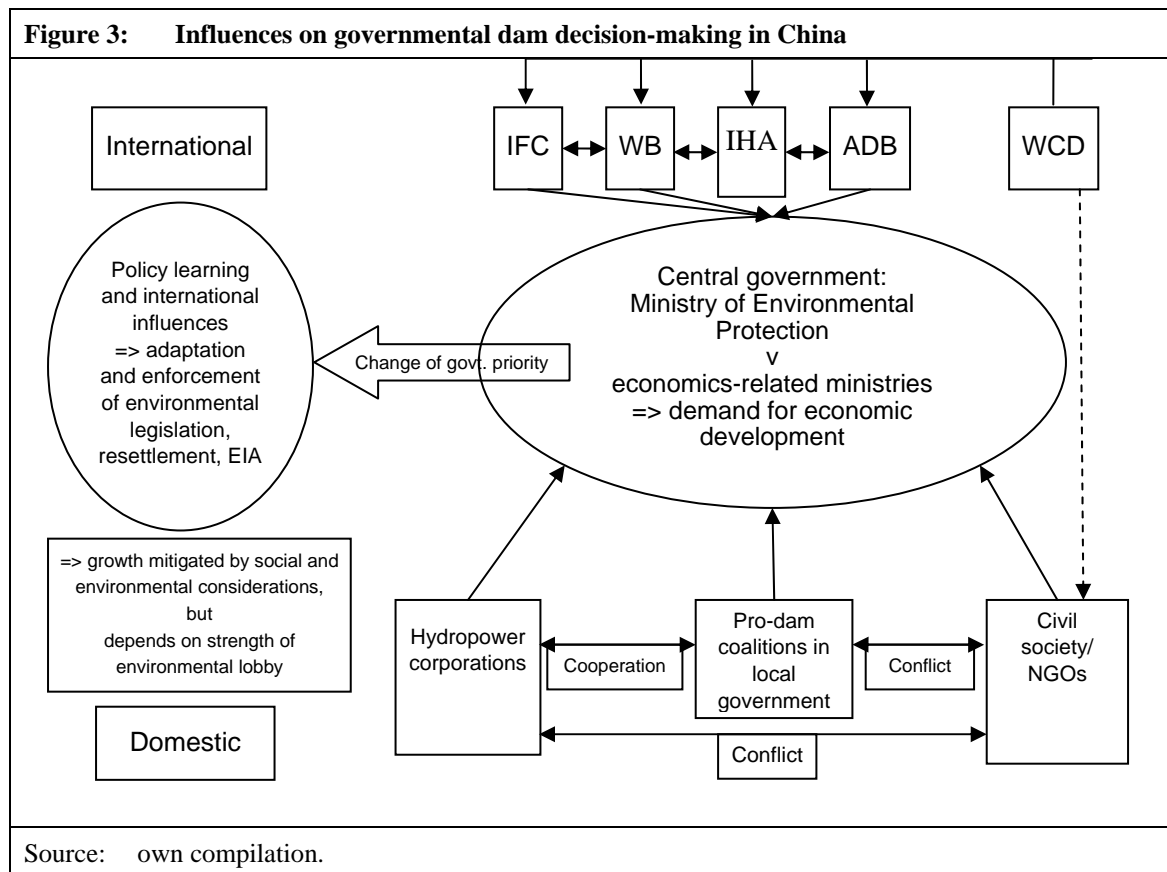 Figure 3: Influences on governmental dam decision-making in China
International
IFC
WB
IHA
ADB
WCD
Policy learning
and international
influences
=> adaptation
and enforcement
of environmental
legislation,
resettlement, EIA
Change of govt. priority
Central government:
Ministry of Environmental
Protection
v
economics-related ministries
=> demand for economic
development
=> growth mitigated by social and
environmental considerations,
but
depends on strength of
environmental lobby
Domestic
Hydropower
corporations
Cooperation
Pro-dam
coalitions in
local
government
Conflict
Civil
society/
NGOs
Conflict
Source: own compilation.